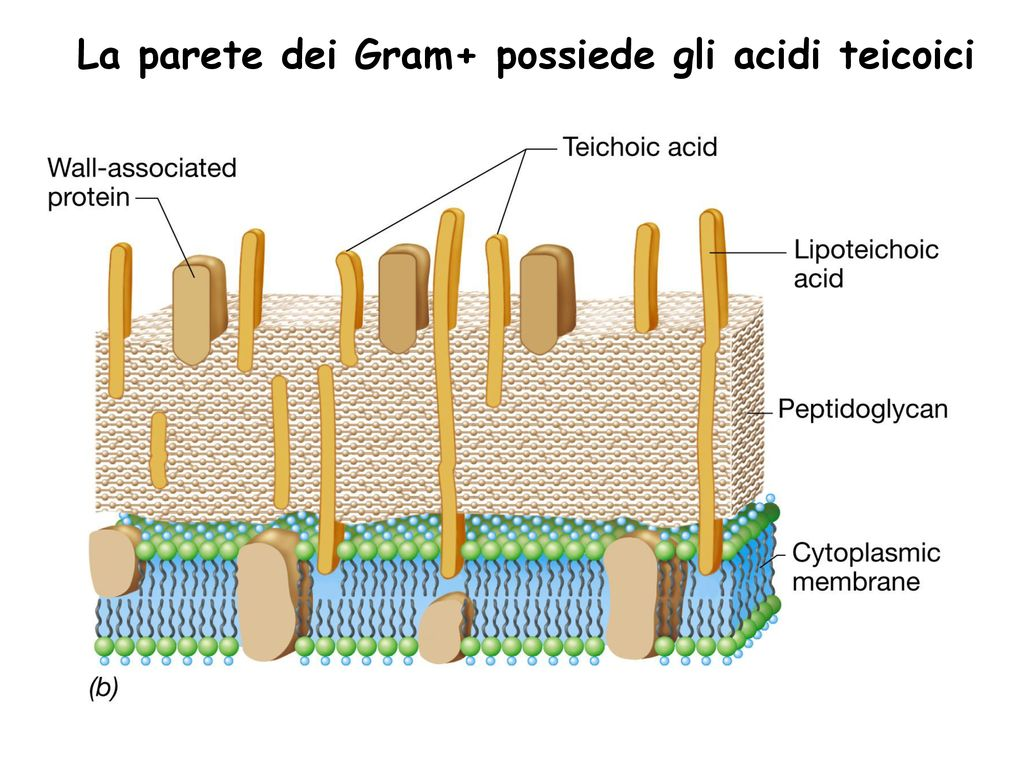 La parete dei Gram+ possiede gli acidi teicoici
Teichoic acid
Wall-associated
protein
Lipoteichoic
acid
Peptidoglycan
Cytoplasmic
membrane
(b)